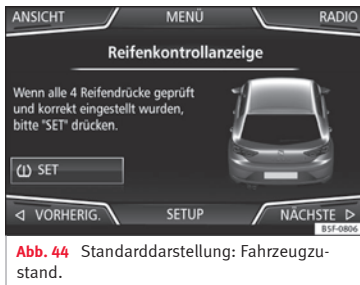 ANSICHT MENÜ RADIO
Reifenkontrollanzeige
Wenn alle 4 Reifendrücke geprüft
und korrekt eingestellt wurden,
bitte "SET" drücken.
SET
VORHERIG. SETUP NÄCHSTE
B5F-0806
Abb. 44 Standarddarstellung: Fahrzeugzu-
stand.